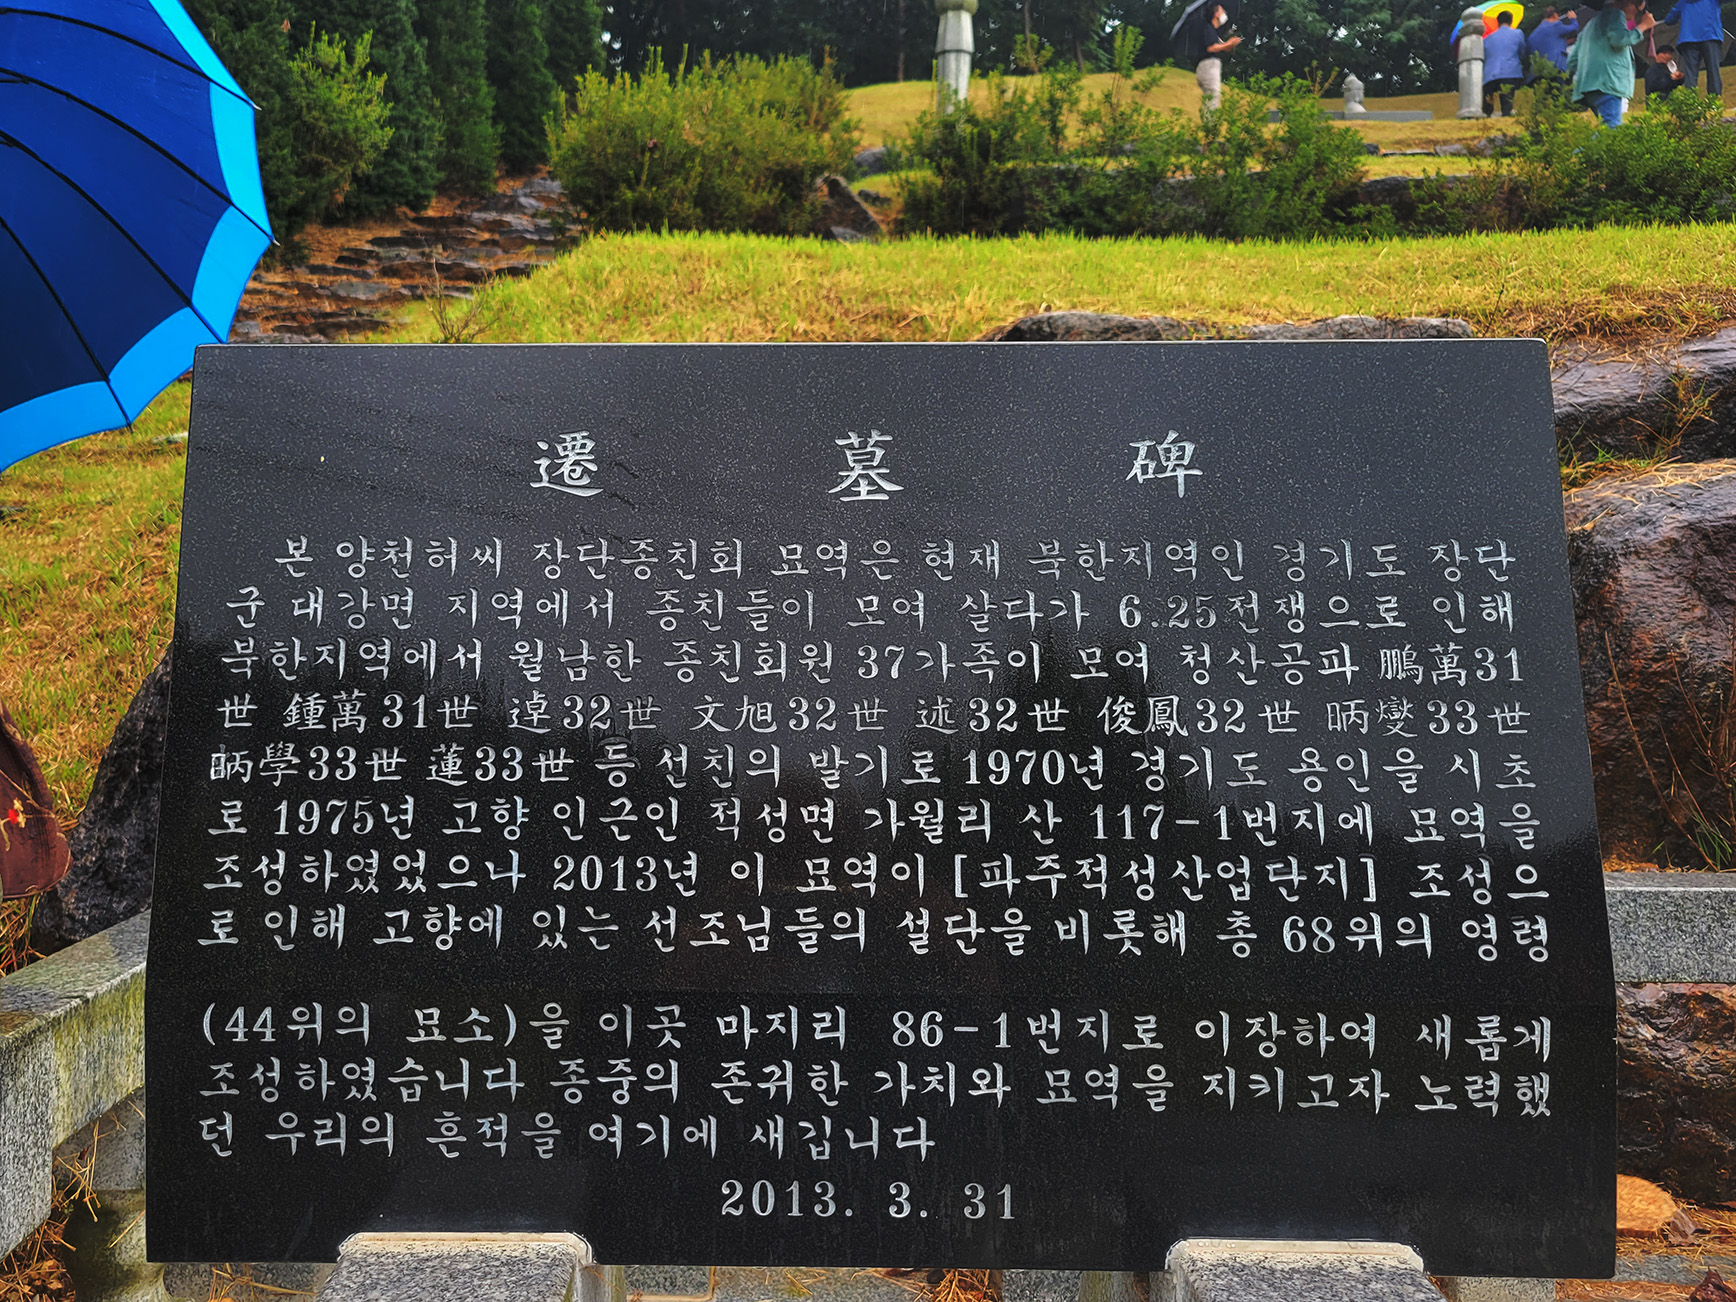 遷 墓 碑
본 양천허씨 장단종친회 묘역은 현재 북한지역인 경기도 장단
군 대강면 지역에서 종친들이 모여 살다가 6.25전쟁으로 인해
북한지역에서 월남한 종친회원 37가족이 모여 청산공파 鵬萬31
世 鍾萬31世 逴32世 文旭32世 述32世 俊鳳32世 昞燮33世
昞學33世 蓮33世 등 선친의 발기로 1970년 경기도 용인을 시초
로 1975년 고향 인근인 적성면 가월리 산 117-1번지에 묘역을
조성하였었으나 2013년 이 묘역이 [파주적성산업단지] 조성으
로 인해 고향에 있는 선조님들의 설단을 비롯해 총 68위의 영령
(44위의 묘소)을 이곳 마지리 86-1번지로 이장하여 새롭게
조성하였습니다 종중의 존귀한 가치와 묘역을 지키고자 노력했
던 우리의 흔적을 여기에 새깁니다
2013. 3. 31